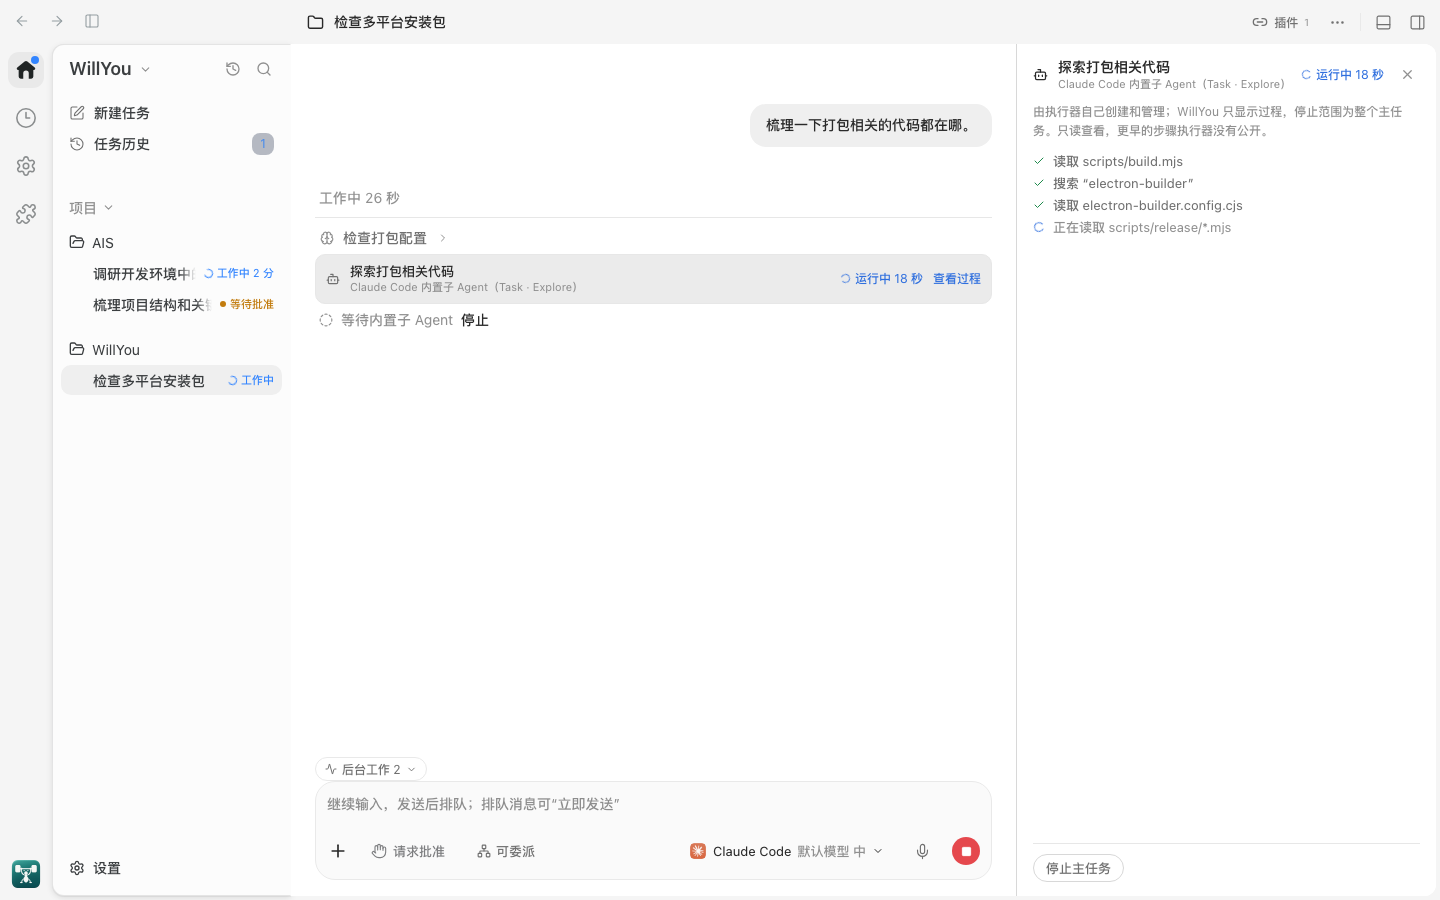 检查多平台安装包
插件 1
WillYou
新建任务
任务历史 1
项目
AIS
调研开发环境中 工作中 2 分
梳理项目结构和关 等待批准
WillYou
检查多平台安装包 工作中
设置
梳理一下打包相关的代码都在哪。
工作中 26 秒
检查打包配置
探索打包相关代码
Claude Code 内置子 Agent（Task · Explore）
运行中 18 秒 查看过程
等待内置子 Agent 停止
后台工作 2
继续输入，发送后排队；排队消息可“立即发送”
请求批准 可委派 Claude Code 默认模型 中
探索打包相关代码
Claude Code 内置子 Agent（Task · Explore）
运行中 18 秒
由执行器自己创建和管理；WillYou 只显示过程，停止范围为整个主任
务。只读查看，更早的步骤执行器没有公开。
读取 scripts/build.mjs
搜索 “electron-builder”
读取 electron-builder.config.cjs
正在读取 scripts/release/*.mjs
停止主任务